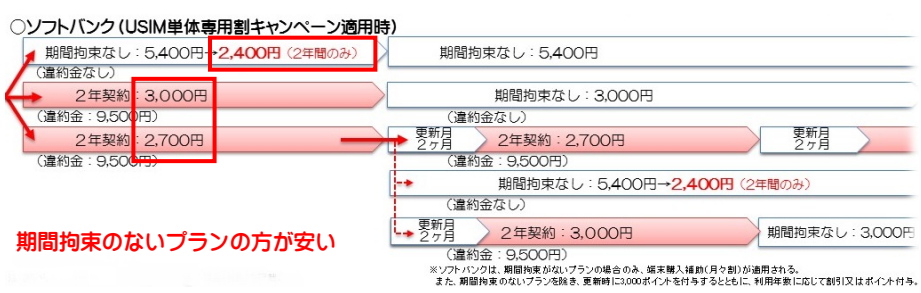 ○ソフトバンク（USIM単体専用割キャンペーン適用時）
期間拘束なし：5,400円→2,400円（2年間のみ）
期間拘束なし：5,400円
（違約金なし）
2年契約：3,000円
期間拘束なし：3,000円
（違約金：9,500円）
（違約金なし）
2年契約：2,700円
更新月
2ヶ月
2年契約：2,700円
更新月
2ヶ月
（違約金：9,500円）
（違約金：9,500円）
期間拘束なし：5,400円→2,400円（2年間のみ）
（違約金なし）
更新月
2ヶ月
2年契約：3,000円
期間拘束なし：3,000円
（違約金：9,500円）
期間拘束のないプランの方が安い
※ソフトバンクは、期間拘束がないプランの場合のみ、端末購入補助（月々割）が適用される。
また、期間拘束のないプランを除き、更新時に3,000ポイントを付与するとともに、利用年数に応じて割引又はポイント付与。